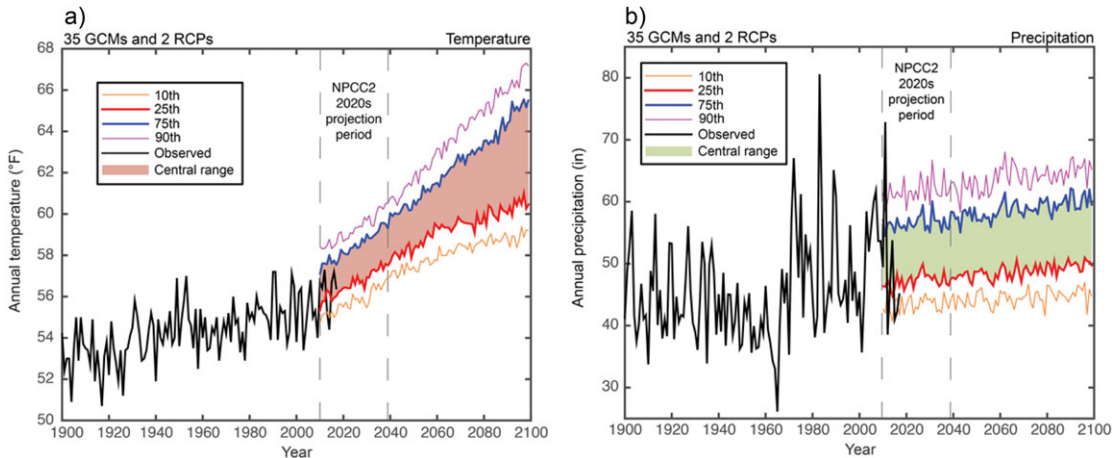 a)
35 GCMs and 2 RCPs Temperature
68
66
64
62
60
58
56
54
52
50
Annual temperature (°F)
10th
25th
75th
90th
Observed
Central range
NPCC2
2020s
projection
period
1900 1920 1940 1960 1980 2000 2020 2040 2060 2080 2100
Year
b)
35 GCMs and 2 RCPs Precipitation
80
70
60
50
40
30
Annual precipitation (in)
10th
25th
75th
90th
Observed
Central range
NPCC2
2020s
projection
period
1900 1920 1940 1960 1980 2000 2020 2040 2060 2080 2100
Year